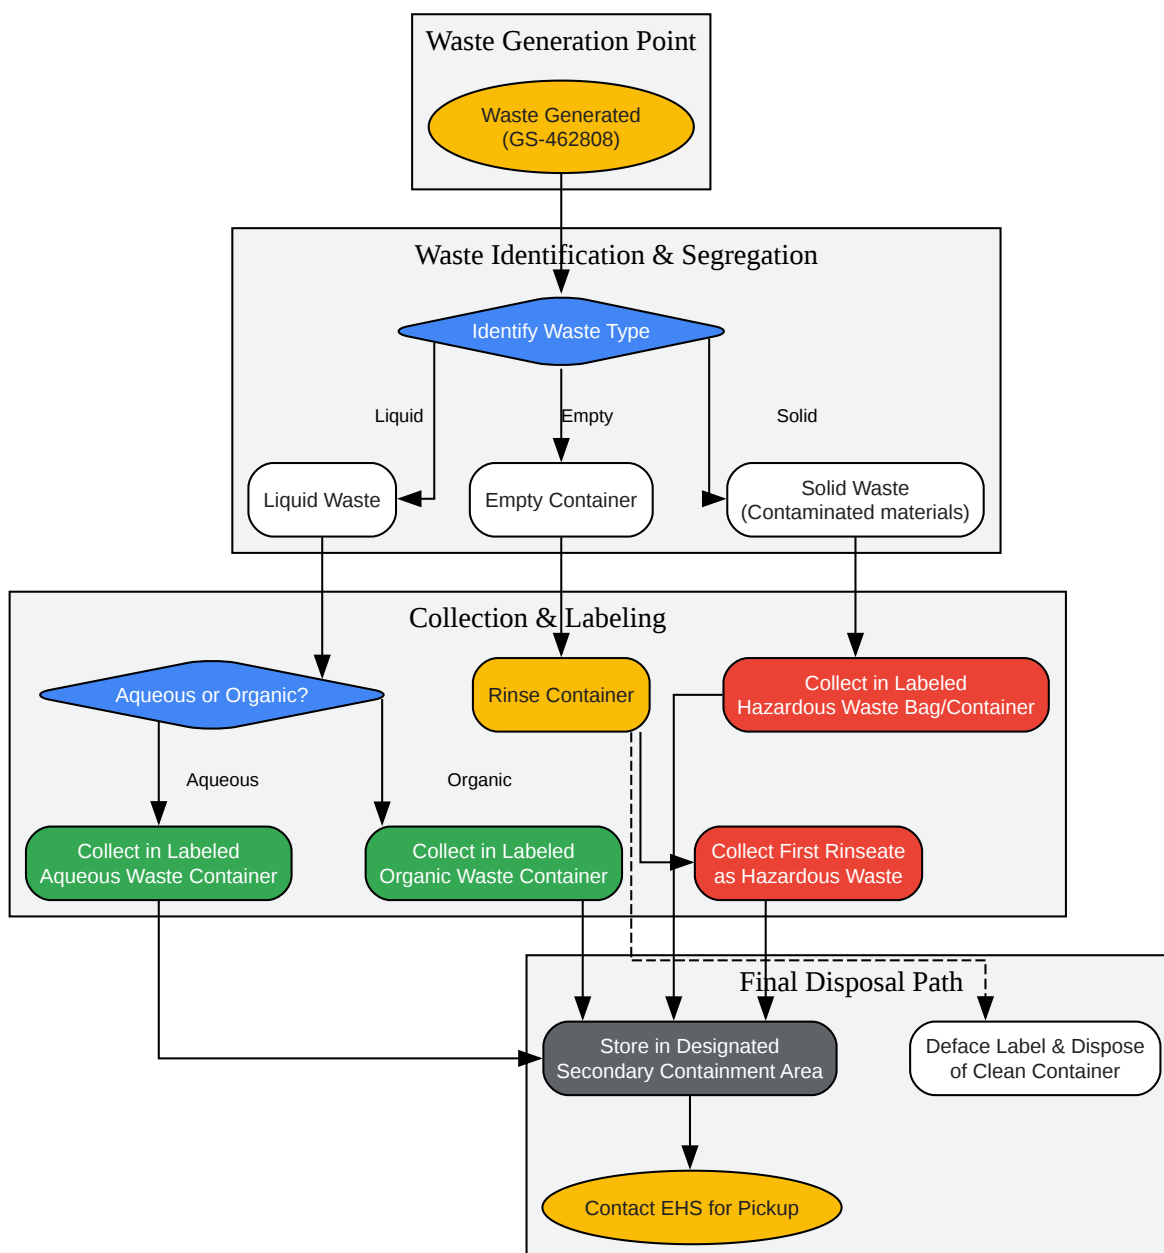 Waste Generation Point
Waste Generated
(GS-462808)
Waste Identification & Segregation
Identify Waste Type
Liquid
Empty
Solid
Liquid Waste
Empty Container
Solid Waste
(Contaminated materials)
Collection & Labeling
Aqueous or Organic?
Rinse Container
Collect in Labeled
Hazardous Waste Bag/Container
Aqueous
Organic
Collect in Labeled
Aqueous Waste Container
Collect in Labeled
Organic Waste Container
Collect First Rinseate
as Hazardous Waste
Final Disposal Path
Store in Designated
Secondary Containment Area
Deface Label & Dispose
of Clean Container
Contact EHS for Pickup